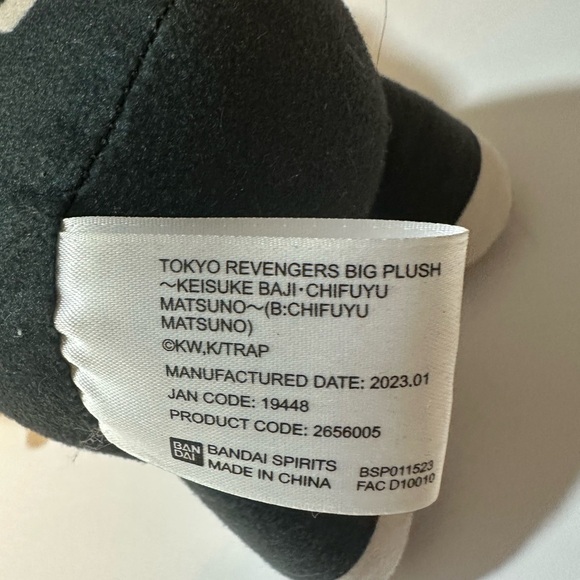 TOKYO REVENGERS BIG PLUSH
～KEISUKE BAJI・CHIFUYU
MATSUNO～(B:CHIFUYU
MATSUNO)
©KW,K/TRAP
MANUFACTURED DATE: 2023.01
JAN CODE: 19448
PRODUCT CODE: 2656005
BAN
DAI
BANDAI SPIRITS
MADE IN CHINA
BSP011523
FAC D10010